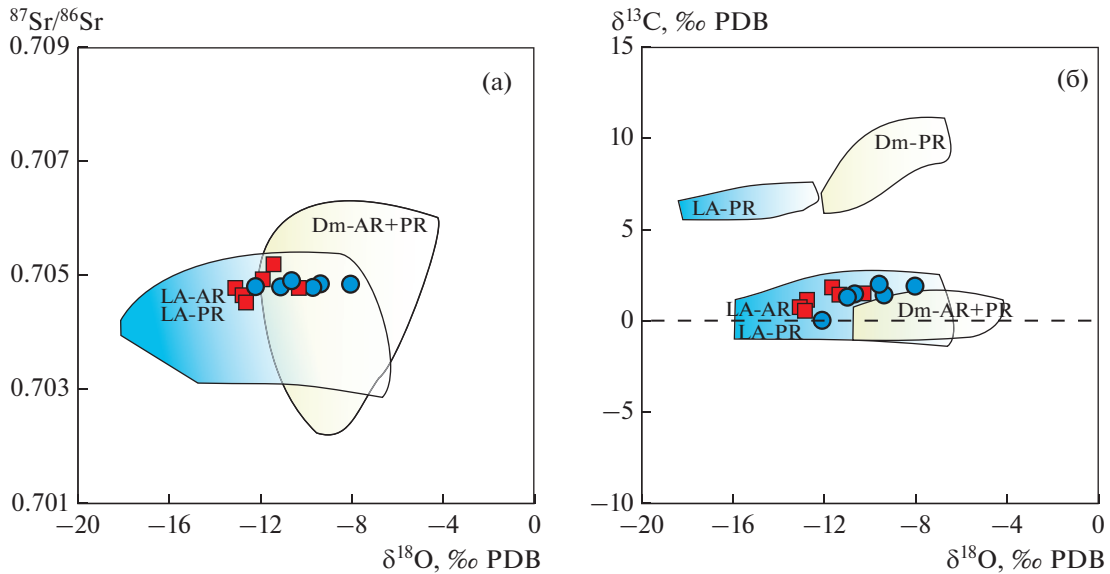 ⁸⁷Sr/⁸⁶Sr
0.709
(а)
0.707
Dm-AR+PR
0.705
LA-AR
LA-PR
0.703
0.701
−20 −16 −12 −8 −4 0
δ¹⁸O, ‰ PDB
δ¹³C, ‰ PDB
15
(б)
10
Dm-PR
LA-PR
5
LA-AR
Dm-AR+PR
0
LA-PR
−5
−10
−20 −16 −12 −8 −4 0
δ¹⁸O, ‰ PDB